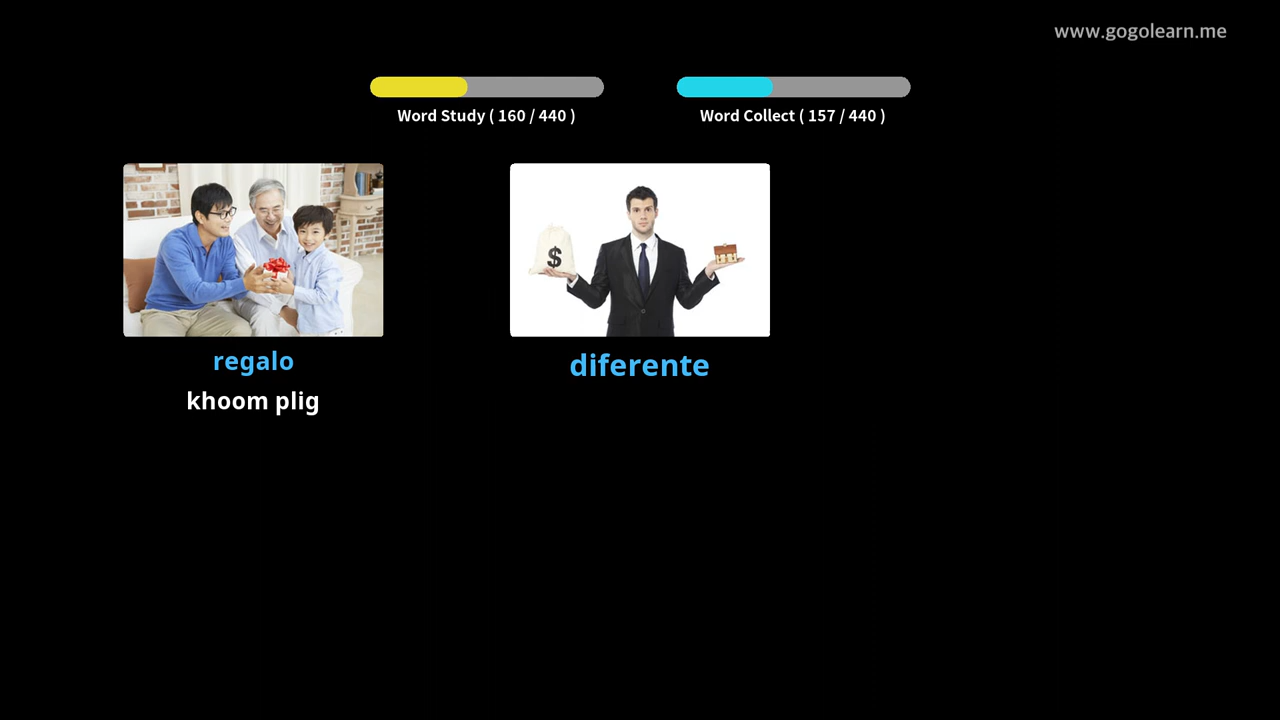 www.gogolearn.me
Word Study ( 160 / 440 )
Word Collect ( 157 / 440 )
$
regalo
khoom plig
diferente